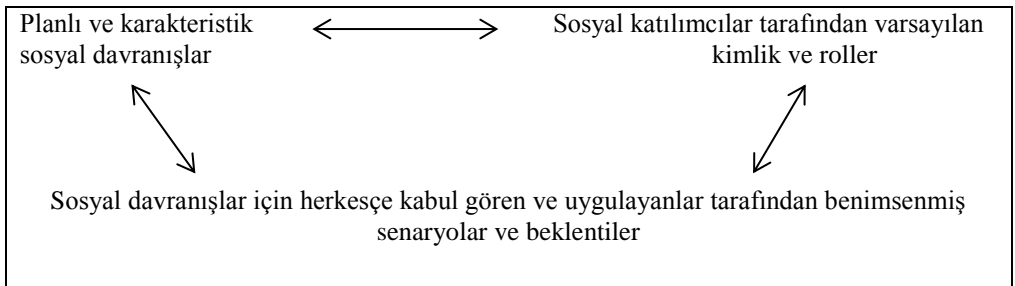 Planlı ve karakteristik
sosyal davranışlar
Sosyal katılımcılar tarafından varsayılan
kimlik ve roller
Sosyal davranışlar için herkesçe kabul gören ve uygulayanlar tarafından benimsenmiş
senaryolar ve beklentiler